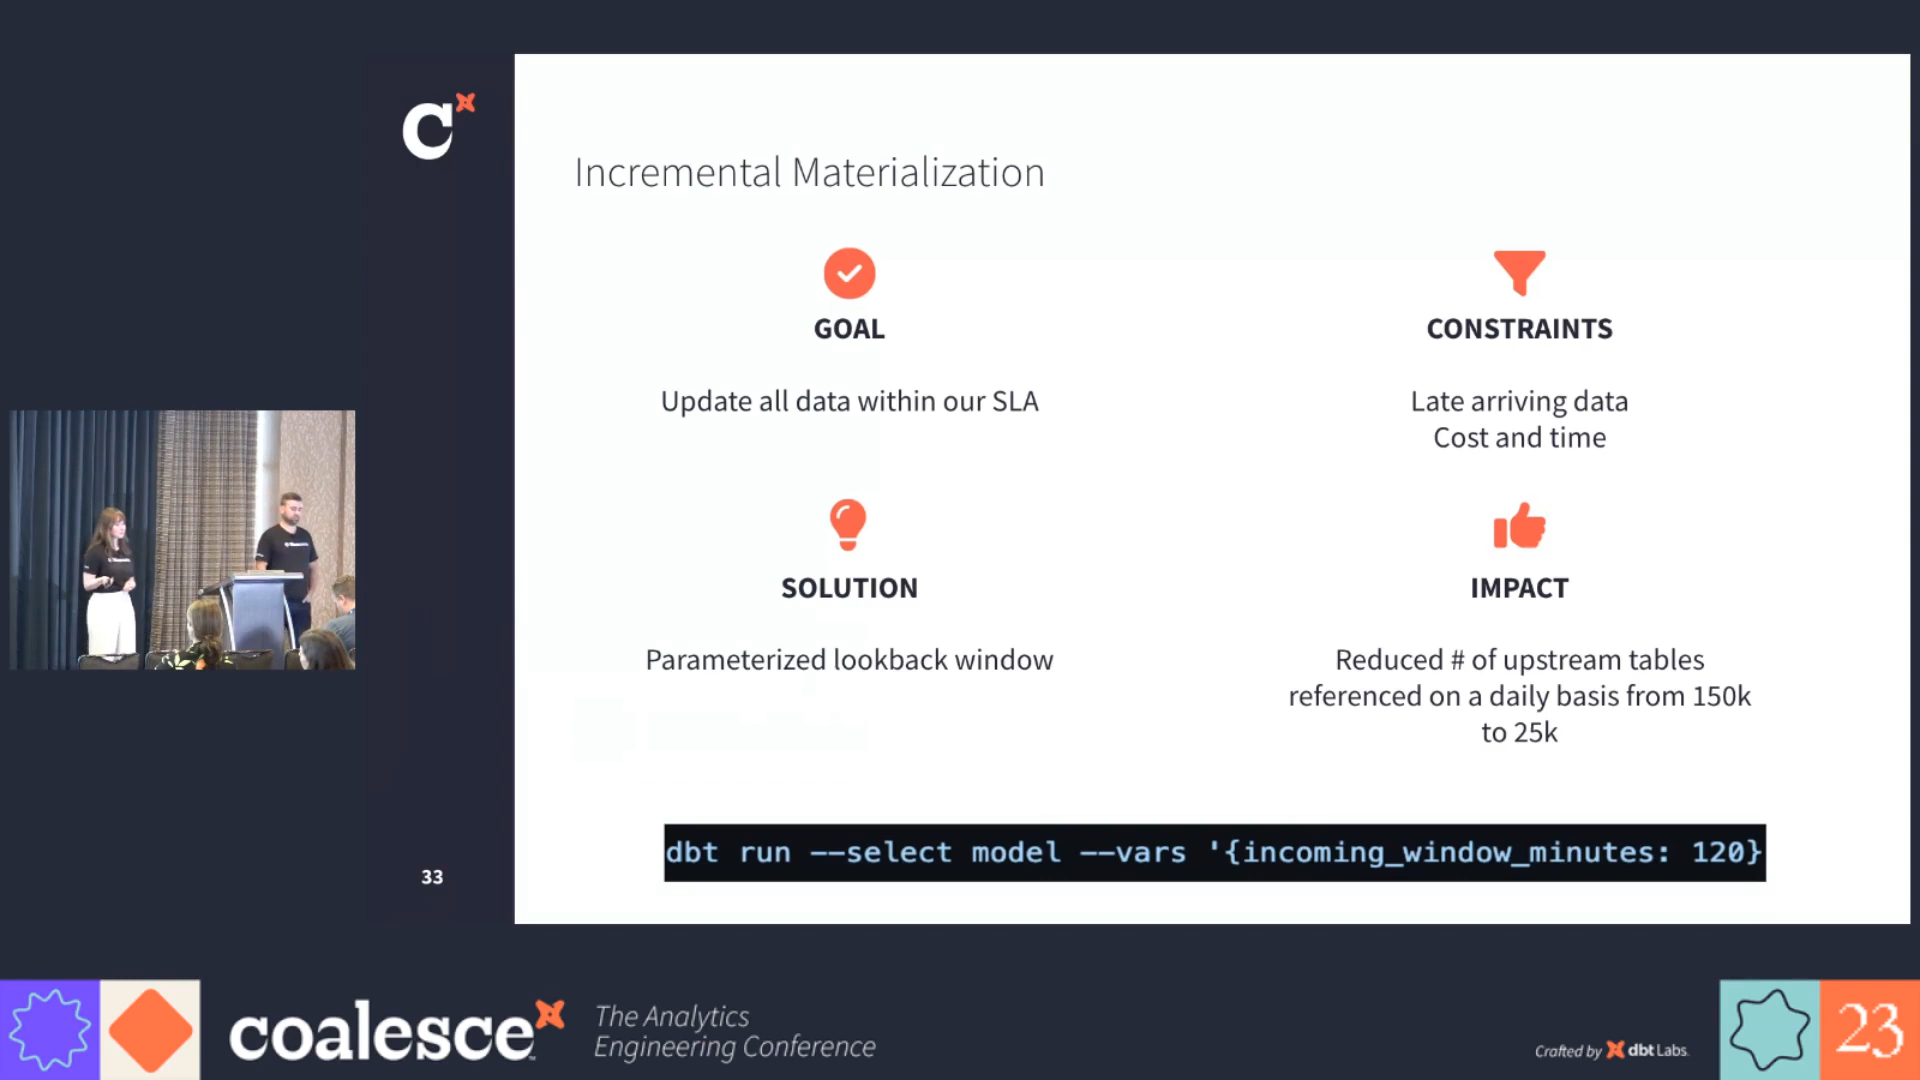 Incremental Materialization
GOAL
Update all data within our SLA
CONSTRAINTS
Late arriving data
Cost and time
SOLUTION
Parameterized lookback window
IMPACT
Reduced # of upstream tables
referenced on a daily basis from 150k
to 25k
dbt run --select model --vars '{incoming_window_minutes: 120}
33
coalesce
The Analytics
Engineering Conference
Crafted by dbt Labs
23